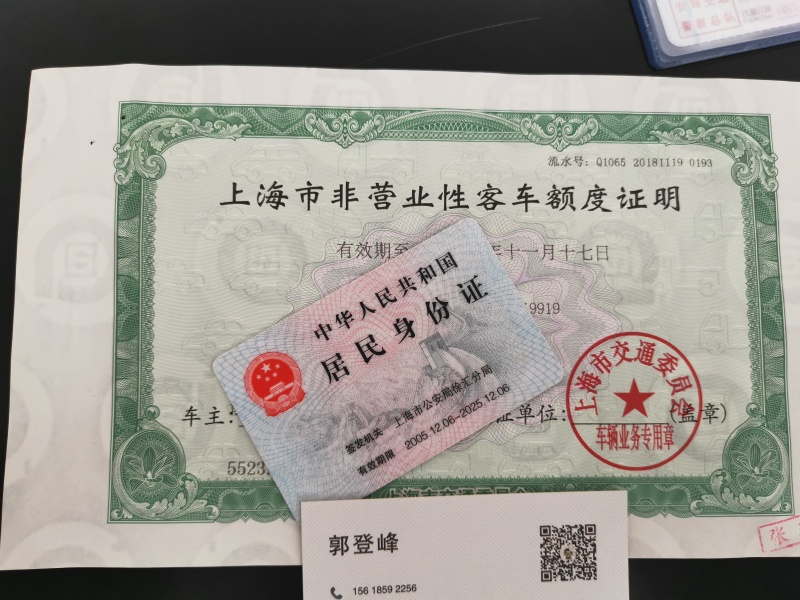 流水号: Q1065 20181119 0193
上海市非营业性客车额度证明
有效期至
年十一月十七日
9919
中华人民共和国
居民身份证
签发机关 上海市公安局徐汇分局
有效期限 2005.12.06-2025.12.06
车主:
证单位:
(盖章)
上海市交通委员会
车辆业务专用章
5523
郭登峰
156 1859 2256
张